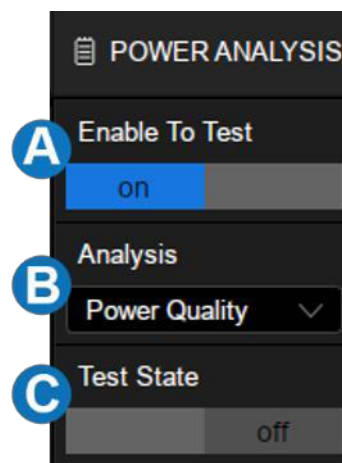 POWER ANALYSIS
A
Enable To Test
on
B
Analysis
Power Quality
C
Test State
off